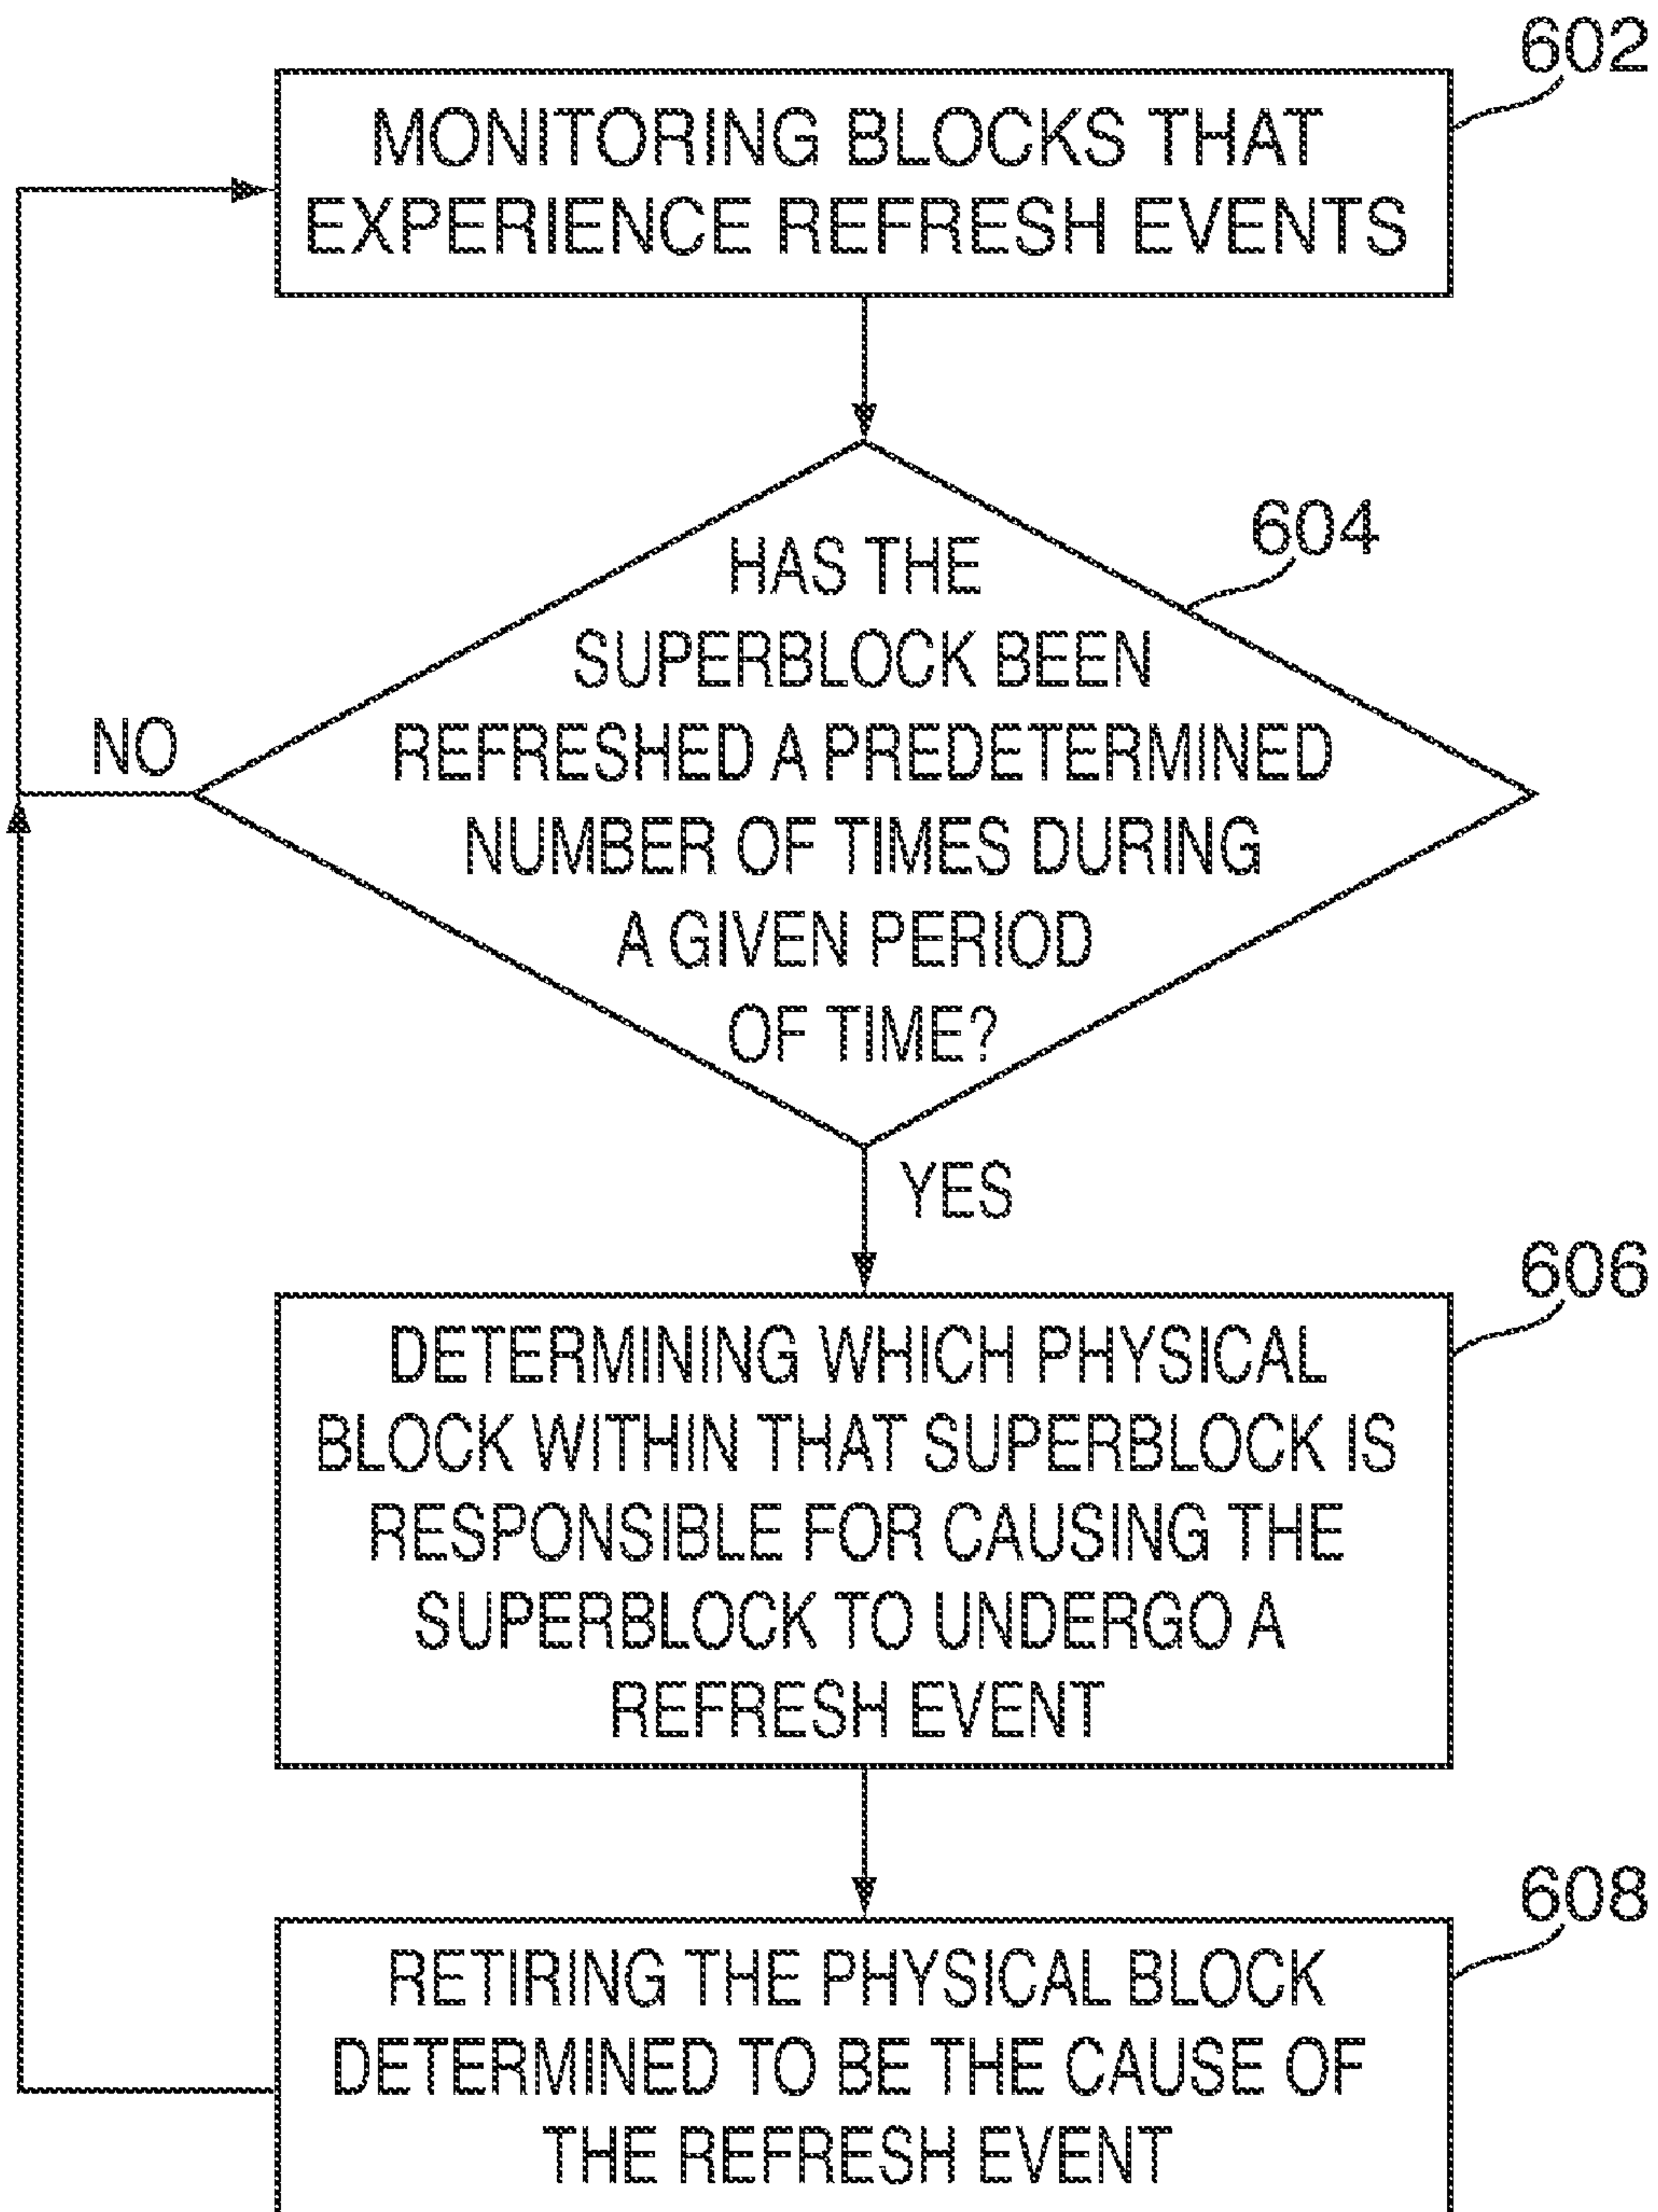 602
MONITORING BLOCKS THAT
EXPERIENCE REFRESH EVENTS
604
HAS THE
SUPERBLOCK BEEN
REFRESHED A PREDETERMINED
NUMBER OF TIMES DURING
A GIVEN PERIOD
OF TIME?
NO
YES
606
DETERMINING WHICH PHYSICAL
BLOCK WITHIN THAT SUPERBLOCK IS
RESPONSIBLE FOR CAUSING THE
SUPERBLOCK TO UNDERGO A
REFRESH EVENT
608
RETIRING THE PHYSICAL BLOCK
DETERMINED TO BE THE CAUSE OF
THE REFRESH EVENT